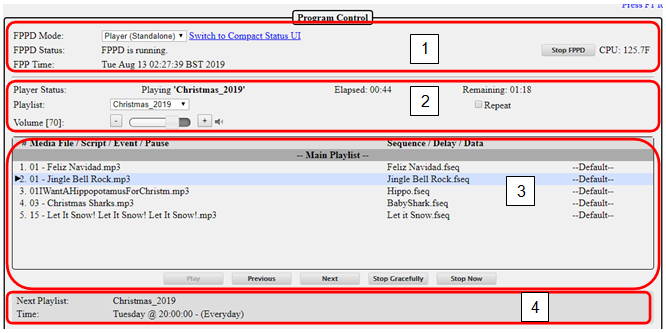 Press F1 fo
Program Control
FPPD Mode: Player (Standalone) Switch to Compact Status UI
FPPD Status: FPPD is running. Stop FPPD CPU: 125.7F
FPP Time: Tue Aug 13 02:27:39 BST 2019
1
Player Status: Playing 'Christmas_2019' Elapsed: 00:44 Remaining: 01:18
Playlist: Christmas_2019 Repeat
Volume [70]: - +
2
# Media File / Script / Event / Pause Sequence / Delay / Data
-- Main Playlist --
1. 01 - Feliz Navidad.mp3 Feliz Navidad.fseq --Default--
2. 01 - Jingle Bell Rock.mp3 Jingle Bell Rock.fseq --Default--
3. 01IWantAHippopotamusForChristm.mp3 Hippo.fseq --Default--
4. 03 - Christmas Sharks.mp3 BabyShark.fseq --Default--
5. 15 - Let It Snow! Let It Snow! Let It Snow!.mp3 Let it Snow.fseq --Default--
3
Play Previous Next Stop Gracefully Stop Now
Next Playlist: Christmas_2019
Time: Tuesday @ 20:00:00 - (Everyday)
4